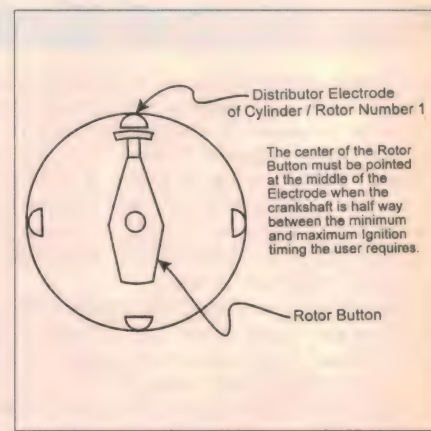 Distributor Electrode
of Cylinder / Rotor Number 1
The center of the Rotor
Button must be pointed
at the middle of the
Electrode when the
crankshaft is half way
between the minimum
and maximum Ignition
timing the user requires.
Rotor Button